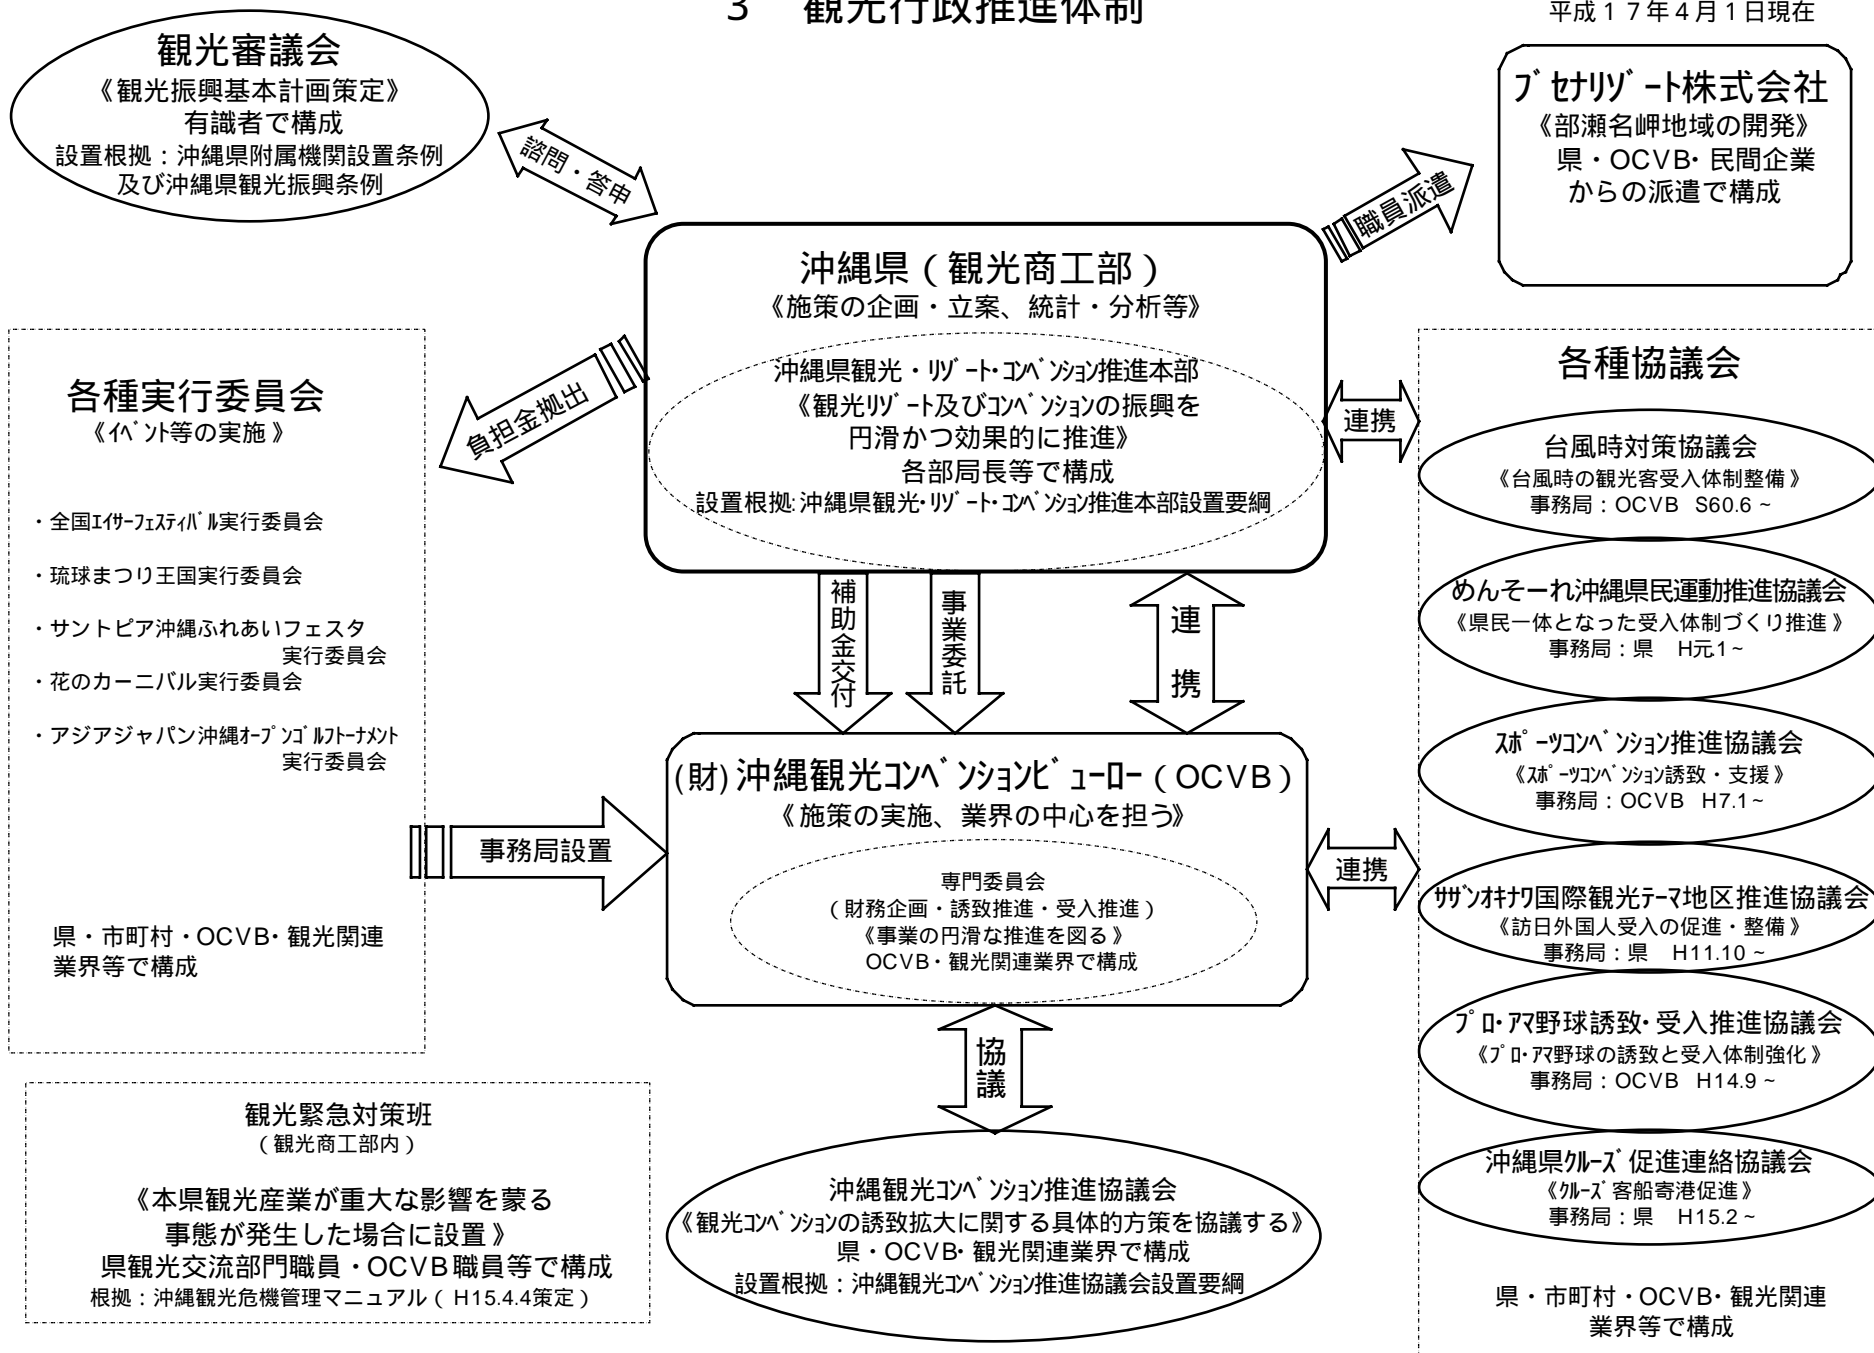 3　観光行政推進体制
平成１７年４月１日現在
観光審議会
《観光振興基本計画策定》
有識者で構成
設置根拠：沖縄県附属機関設置条例
及び沖縄県観光振興条例
諮問・答申
ﾌﾞｾﾅﾘｿﾞｰﾄ株式会社
《部瀬名岬地域の開発》
県・OCVB・民間企業
からの派遣で構成
職員派遣
沖縄県（観光商工部）
《施策の企画・立案、統計・分析等》
沖縄県観光・ﾘｿﾞｰﾄ・ｺﾝﾍﾞﾝｼｮﾝ推進本部
《観光ﾘｿﾞｰﾄ及びｺﾝﾍﾞﾝｼｮﾝの振興を
円滑かつ効果的に推進》
各部局長等で構成
設置根拠:沖縄県観光・ﾘｿﾞｰﾄ・ｺﾝﾍﾞﾝｼｮﾝ推進本部設置要綱
負担金拠出
連携
補助金交付
事業委託
連携
各種実行委員会
《ｲﾍﾞﾝﾄ等の実施》
・全国ｴｲｻｰﾌｪｽﾃｨﾊﾞﾙ実行委員会
・琉球まつり王国実行委員会
・サントピア沖縄ふれあいフェスタ
実行委員会
・花のカーニバル実行委員会
・アジアジャパン沖縄ｵｰﾌﾟﾝｺﾞﾙﾌﾄｰﾅﾒﾝﾄ
実行委員会
県・市町村・OCVB・観光関連
業界等で構成
事務局設置
(財)沖縄観光ｺﾝﾍﾞﾝｼｮﾝﾋﾞｭｰﾛｰ（OCVB）
《施策の実施、業界の中心を担う》
専門委員会
（財務企画・誘致推進・受入推進）
《事業の円滑な推進を図る》
OCVB・観光関連業界で構成
連携
協議
沖縄観光ｺﾝﾍﾞﾝｼｮﾝ推進協議会
《観光ｺﾝﾍﾞﾝｼｮﾝの誘致拡大に関する具体的方策を協議する》
県・OCVB・観光関連業界で構成
設置根拠：沖縄観光ｺﾝﾍﾞﾝｼｮﾝ推進協議会設置要綱
観光緊急対策班
（観光商工部内）
《本県観光産業が重大な影響を蒙る
事態が発生した場合に設置》
県観光交流部門職員・OCVB職員等で構成
根拠：沖縄観光危機管理マニュアル（H15.4.4策定）
各種協議会
台風時対策協議会
《台風時の観光客受入体制整備》
事務局：OCVB　S60.6～
めんそーれ沖縄県民運動推進協議会
《県民一体となった受入体制づくり推進》
事務局：県　H元.1～
ｽﾎﾟｰﾂｺﾝﾍﾞﾝｼｮﾝ推進協議会
《ｽﾎﾟｰﾂｺﾝﾍﾞﾝｼｮﾝ誘致・支援》
事務局：OCVB　H7.1～
ｻｻﾞﾝｵｷﾅﾜ国際観光ﾃｰﾏ地区推進協議会
《訪日外国人受入の促進・整備》
事務局：県　H11.10～
ﾌﾟﾛ・ｱﾏ野球誘致・受入推進協議会
《ﾌﾟﾛ・ｱﾏ野球の誘致と受入体制強化》
事務局：OCVB　H14.9～
沖縄県ｸﾙｰｽﾞ促進連絡協議会
《ｸﾙｰｽﾞ客船寄港促進》
事務局：県　H15.2～
県・市町村・OCVB・観光関連
業界等で構成